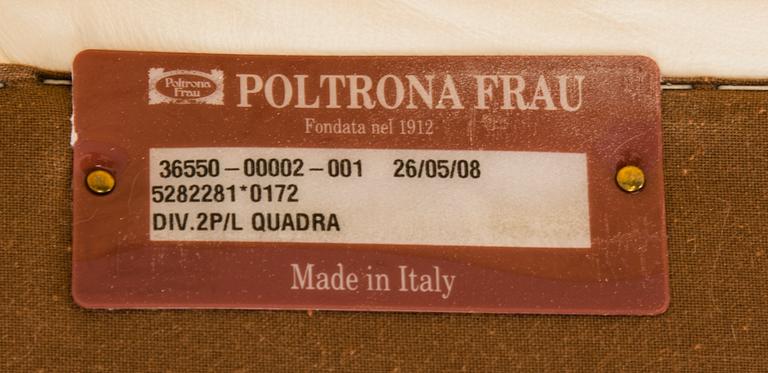 Poltrona
Frau
POLTRONA FRAU
Fondata nel 1912
36550-00002-001 26/05/08
5282281*0172
DIV.2P/L QUADRA
Made in Italy